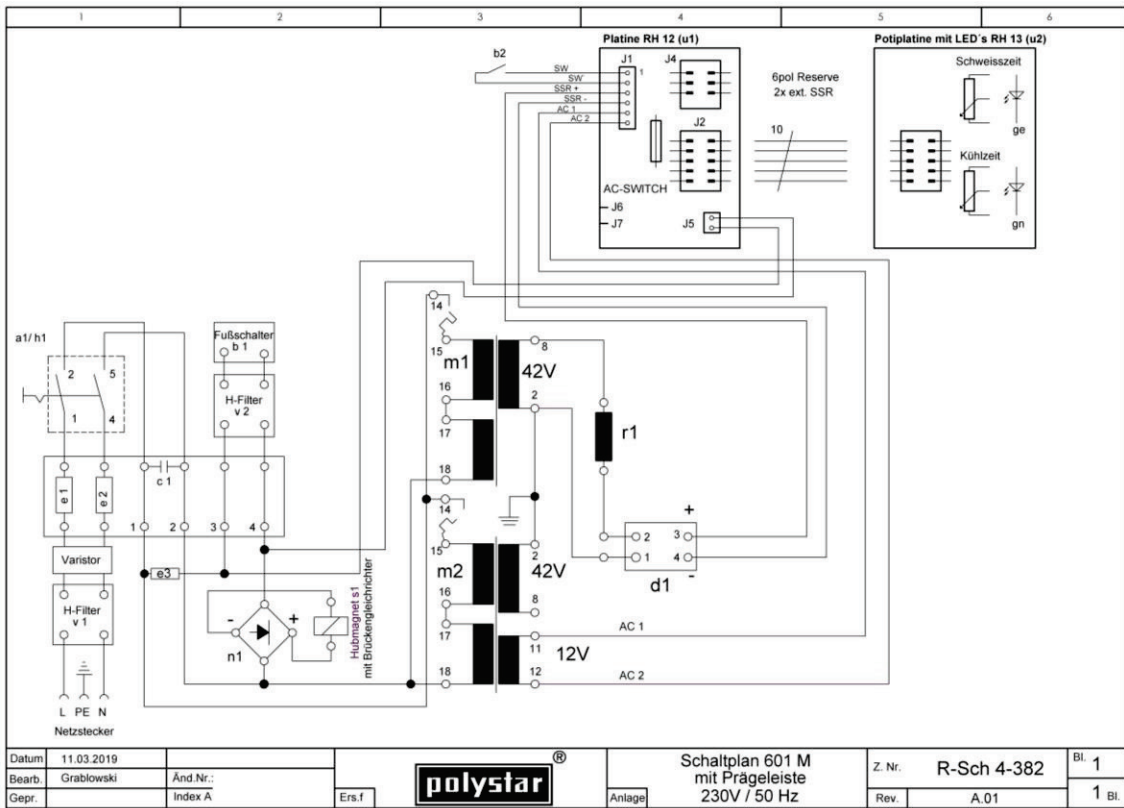 1 2 3 4 5 6
Platine RH 12 (u1)
Potiplatine mit LED´s RH 13 (u2)
b2
SW
SW
SSR +
SSR -
AC 1
AC 2
J1
1
J4
J2
AC-SWITCH
J6
J7
J5
6pol Reserve
2x ext. SSR
10
Schweisszeit
ge
Kühlzeit
gn
a1/ h1
2 5
1 4
Fußschalter
b 1
H-Filter
v 2
e 1
e 2
c 1
1 2 3 4
Varistor
H-Filter
v 1
L PE N
Netzstecker
e3
-
+
n1
Hubmagnet s1
mit Brückengleichrichter
14
15
16
17
18
m1
42V
8
2
14
15
16
17
18
m2
42V
2
8
12V
11
12
AC 1
AC 2
r1
+
2 3
1 4
-
d1
Datum 11.03.2019
Bearb. Grablowski Änd.Nr.:
Gepr. Index A Ers.f
polystar ®
Anlage
Schaltplan 601 M
mit Prägeleiste
230V / 50 Hz
Z. Nr. R-Sch 4-382
Rev. A.01
Bl. 1
1 Bl.